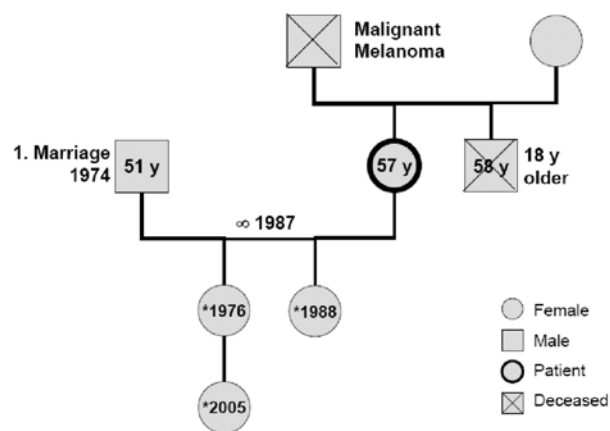 Malignant
Melanoma
1. Marriage
1974
51 y
57 y
58 y
18 y
older
∞ 1987
*1976
*1988
*2005
Female
Male
Patient
Deceased